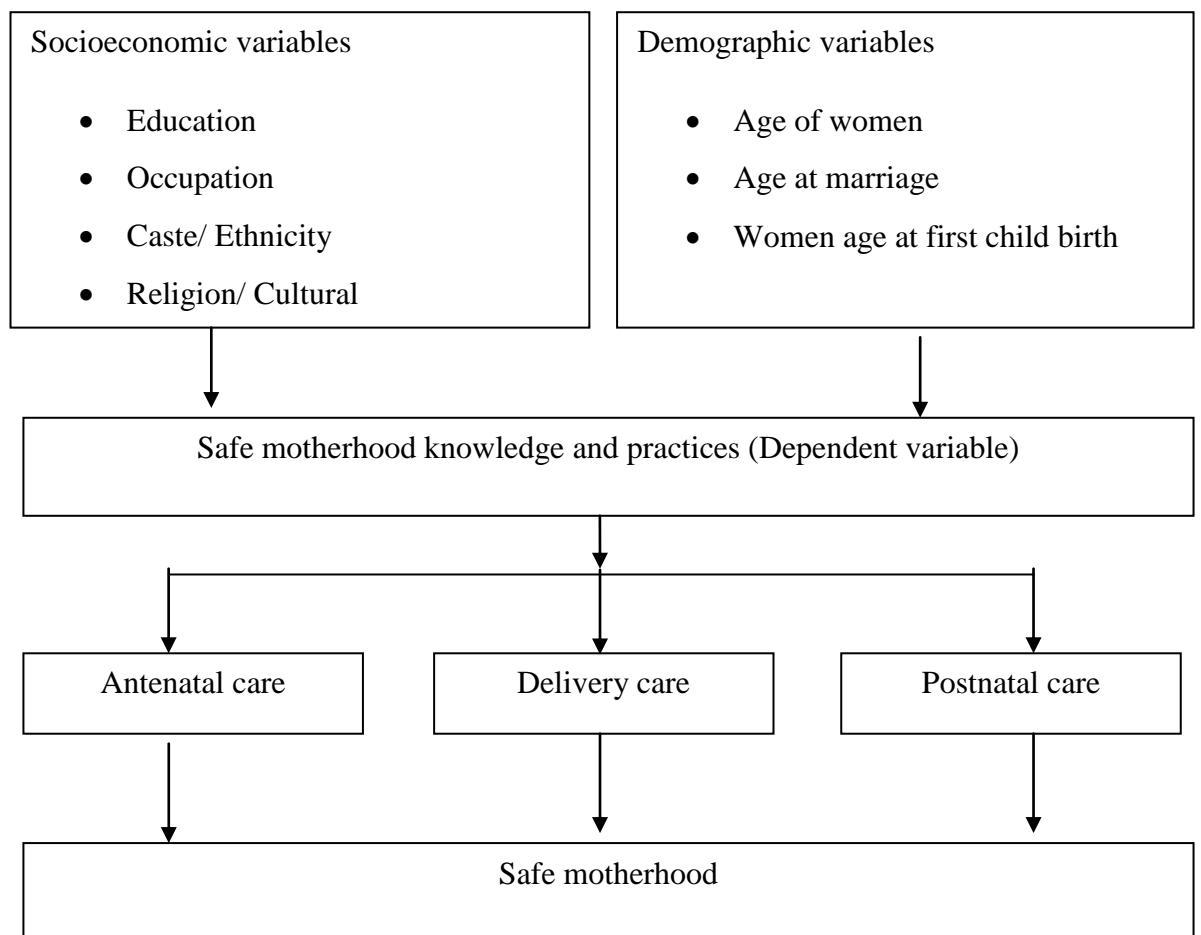 Socioeconomic variables
• Education
• Occupation
• Caste/ Ethnicity
• Religion/ Cultural
Demographic variables
• Age of women
• Age at marriage
• Women age at first child birth
Safe motherhood knowledge and practices (Dependent variable)
Antenatal care
Delivery care
Postnatal care
Safe motherhood